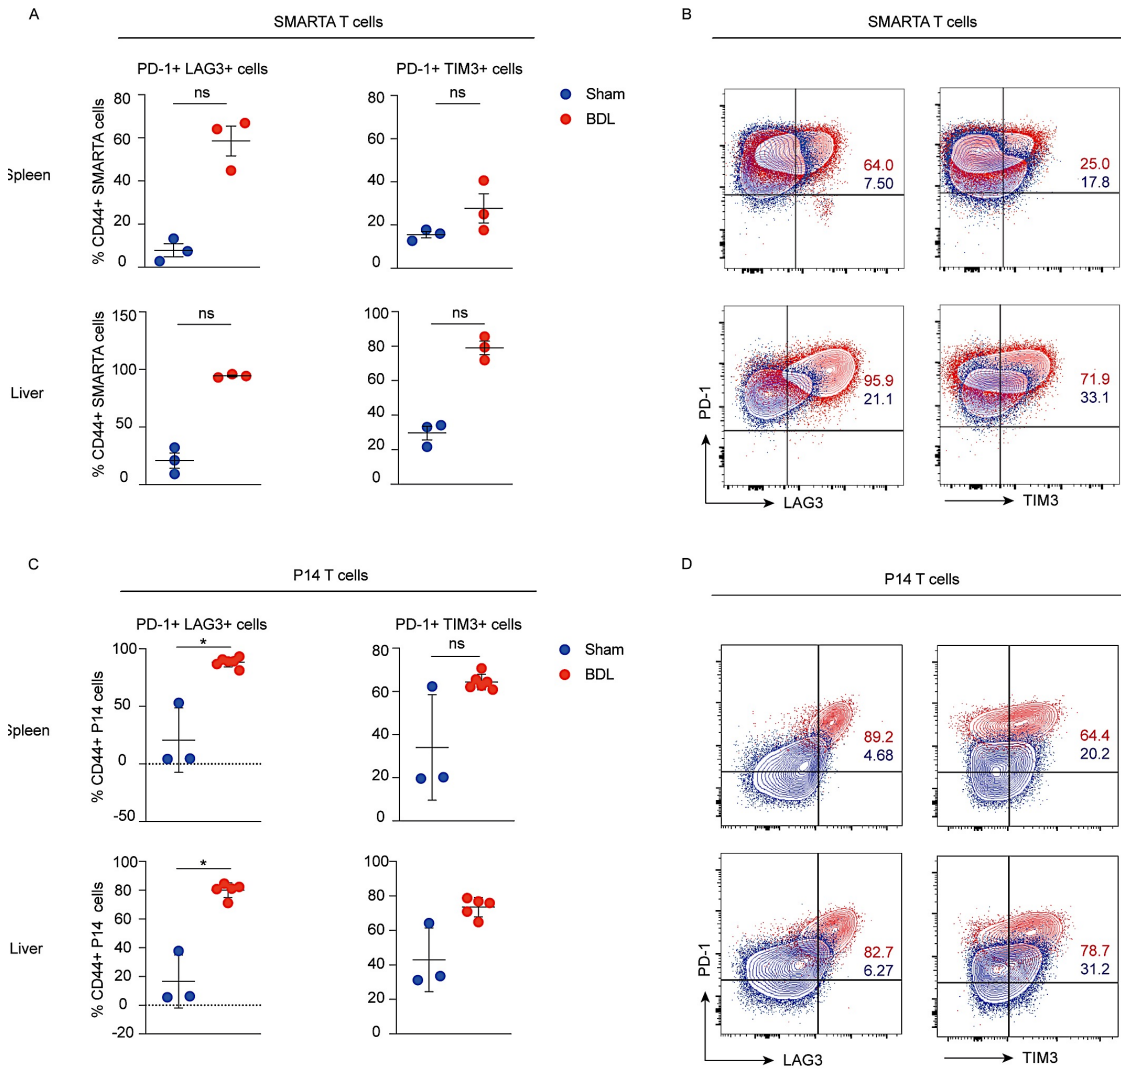 A
SMARTA T cells
PD-1+ LAG3+ cells
PD-1+ TIM3+ cells
Sham
BDL
Spleen
% CD44+ SMARTA cells
80
60
40
20
0
ns
80
60
40
20
0
ns
Liver
% CD44+ SMARTA cells
150
100
50
0
ns
100
80
60
40
20
0
ns
B
SMARTA T cells
64.0
7.50
25.0
17.8
95.9
21.1
71.9
33.1
PD-1
LAG3
TIM3
C
P14 T cells
PD-1+ LAG3+ cells
PD-1+ TIM3+ cells
Sham
BDL
Spleen
% CD44+ P14 cells
100
50
0
-50
*
80
60
40
20
0
ns
Liver
% CD44+ P14 cells
100
80
60
40
20
0
-20
*
100
80
60
40
20
0
D
P14 T cells
89.2
4.68
64.4
20.2
82.7
6.27
78.7
31.2
PD-1
LAG3
TIM3